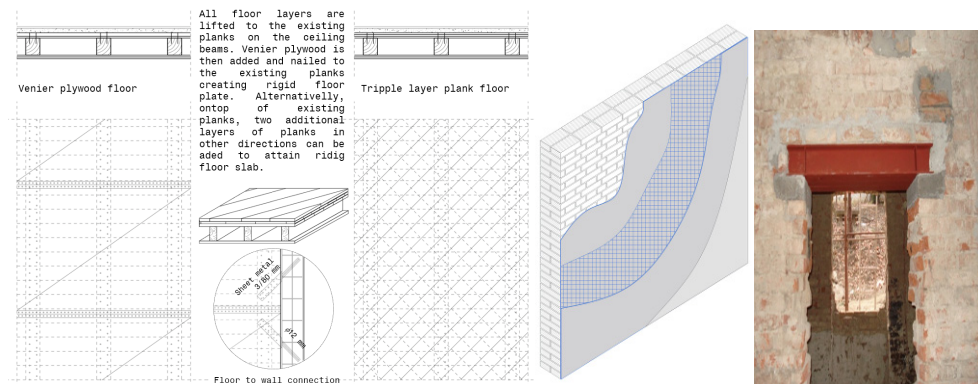 All floor layers are
lifted to the existing
planks on the ceiling
beams. Venier plywood is
then added and nailed to
the existing planks
creating rigid floor
plate. Alternativelly,
ontop of existing
planks, two additional
layers of planks in
other directions can be
aded to attain ridig
floor slab.
Venier plywood floor
Tripple layer plank floor
Sheet metal
3/80 mm
ø12 mm
Floor to wall connection